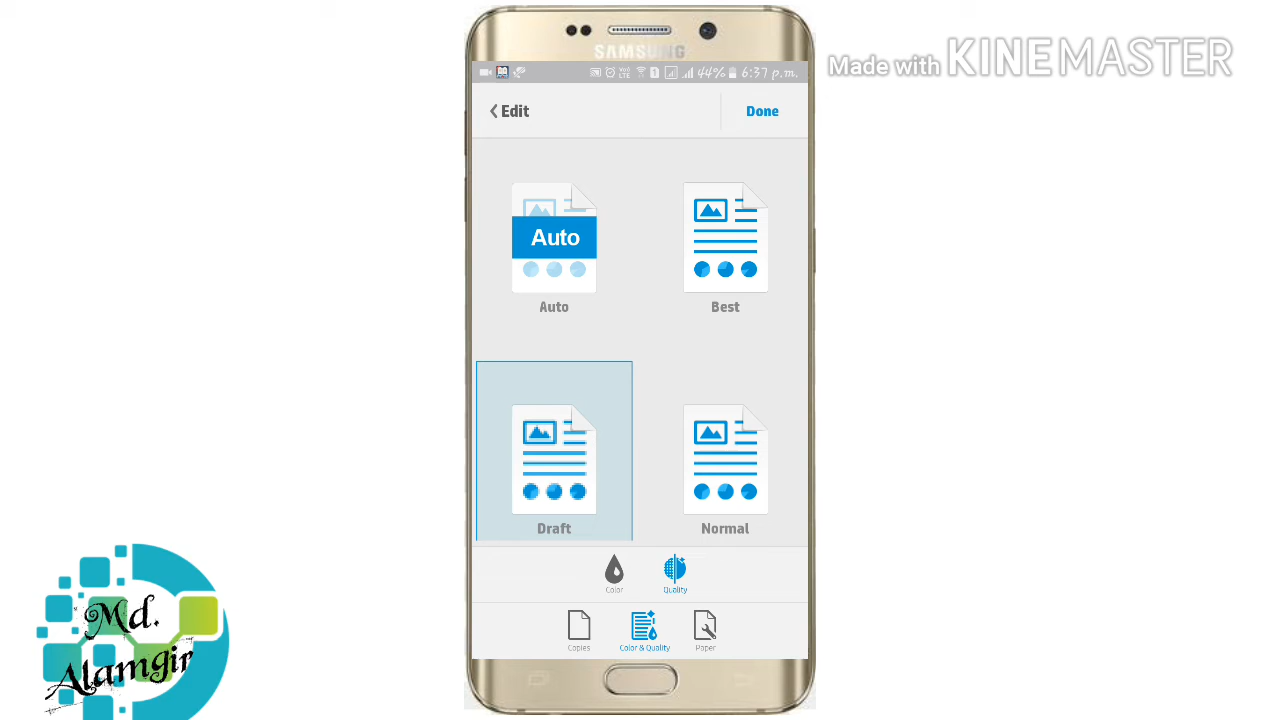 SAMSUNG
Made with KINEMASTER
44% 6:37 p.m.
Edit
Done
Auto
Auto
Best
Draft
Normal
Color
Quality
Copies
Color & Quality
Paper
Md.
Alamgir